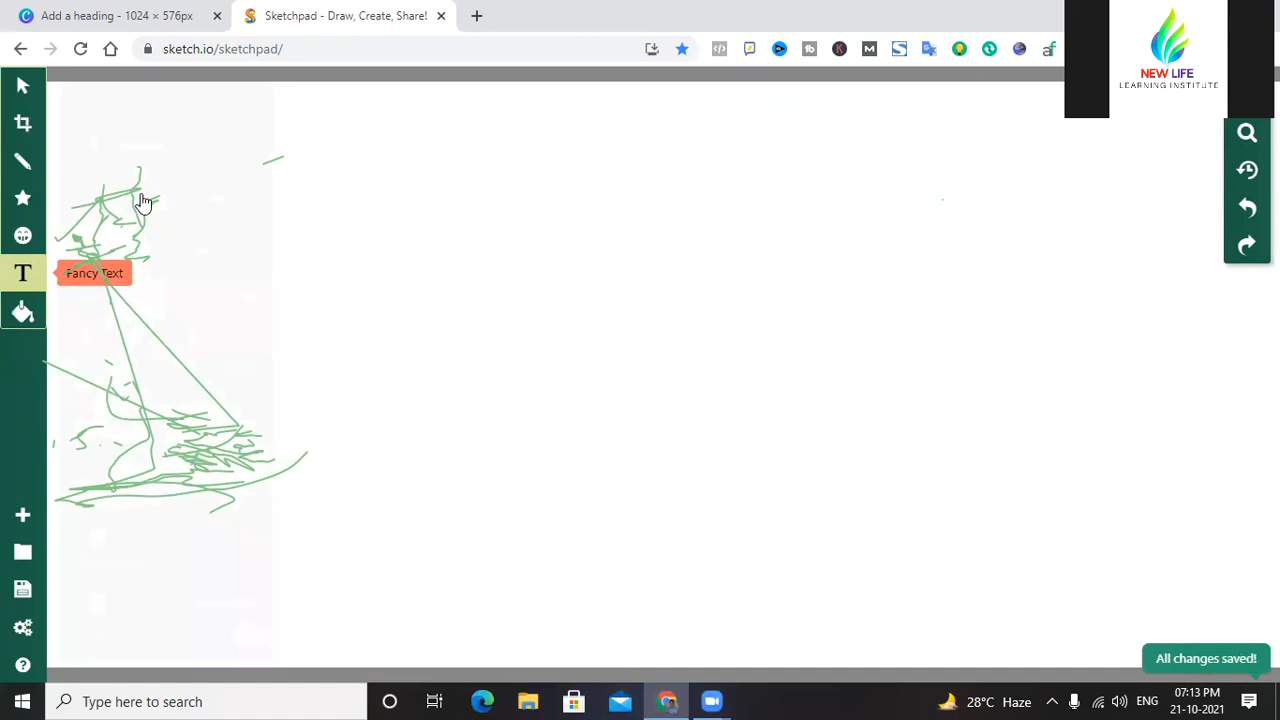 Add a heading - 1024 × 576px
Sketchpad - Draw, Create, Share!
sketch.io/sketchpad/
NEW LIFE
LEARNING INSTITUTE
T
Fancy Text
All changes saved!
Type here to search
28°C Haze
ENG
07:13 PM
21-10-2021